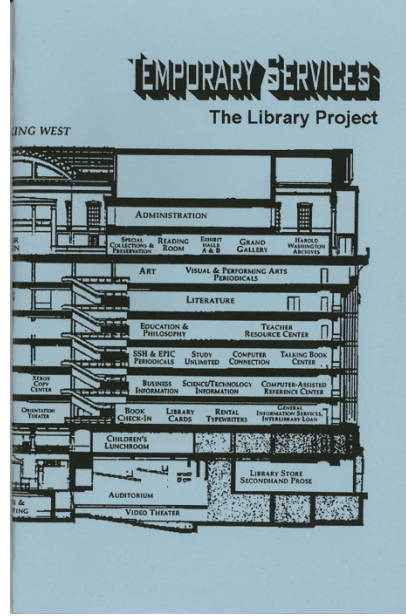 TEMPORARY SERVICES
The Library Project
ING WEST
ADMINISTRATION
SPECIAL COLLECTIONS & PRESERVATION
READING ROOM
EXHIBIT HALLS A & B
GRAND GALLERY
HAROLD WASHINGTON ARCHIVES
ART
VISUAL & PERFORMING ARTS
PERIODICALS
LITERATURE
EDUCATION & PHILOSOPHY
TEACHER RESOURCE CENTER
SSH & EPIC PERIODICALS
STUDY UNLIMITED
COMPUTER CONNECTION
TALKING BOOK CENTER
XEROX COPY CENTER
BUSINESS INFORMATION
SCIENCE/TECHNOLOGY INFORMATION
COMPUTER-ASSISTED REFERENCE CENTER
ORIENTATION THEATER
BOOK CHECK-IN
LIBRARY CARDS
RENTAL TYPEWRITERS
GENERAL INFORMATION SERVICES, INTERLIBRARY LOAN
CHILDREN'S LUNCHROOM
LIBRARY STORE
SECONDHAND PROSE
AUDITORIUM
VIDEO THEATER